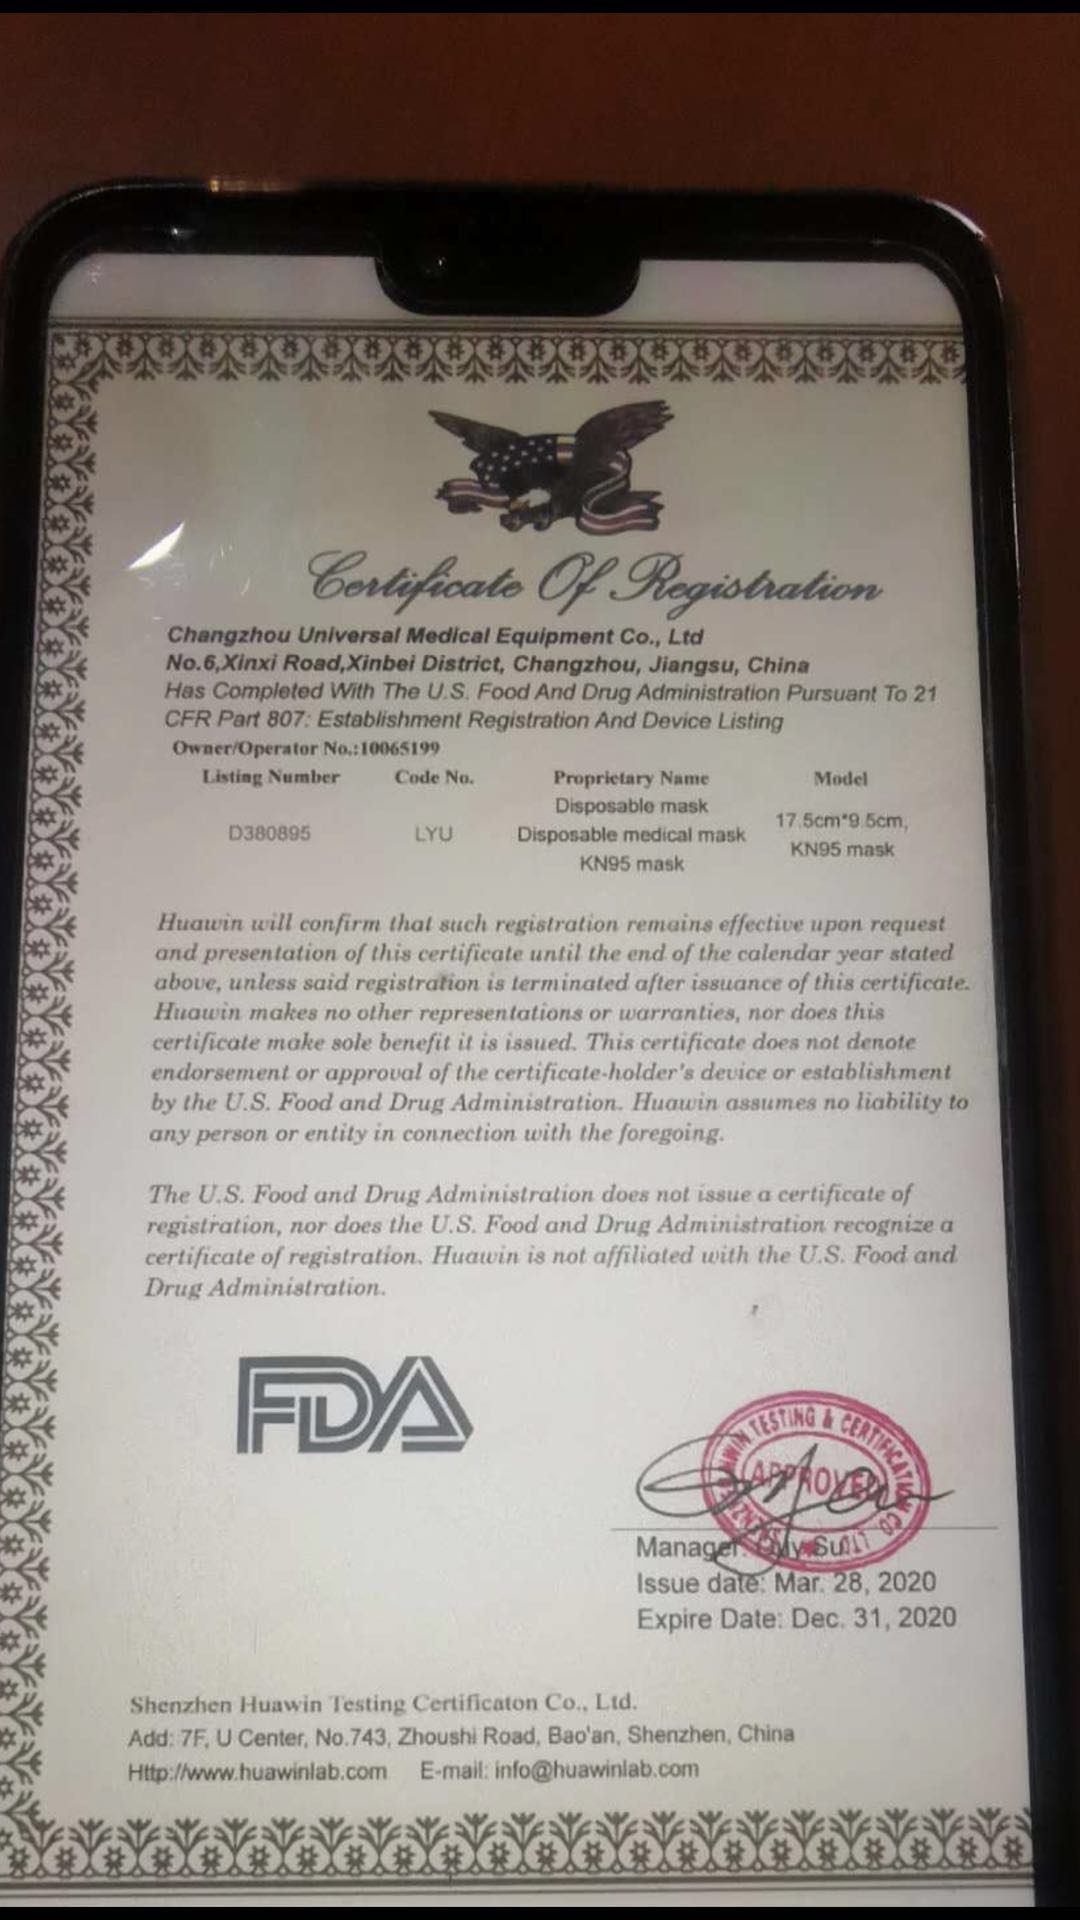 Certificate Of Registration
Changzhou Universal Medical Equipment Co., Ltd
No.6,Xinxi Road,Xinbei District, Changzhou, Jiangsu, China
Has Completed With The U.S. Food And Drug Administration Pursuant To 21
CFR Part 807: Establishment Registration And Device Listing
Owner/Operator No.:10065199
Listing Number Code No. Proprietary Name Model
Disposable mask
17.5cm*9.5cm,
D380895 LYU Disposable medical mask
KN95 mask
KN95 mask
Huawin will confirm that such registration remains effective upon request
and presentation of this certificate until the end of the calendar year stated
above, unless said registration is terminated after issuance of this certificate.
Huawin makes no other representations or warranties, nor does this
certificate make sole benefit it is issued. This certificate does not denote
endorsement or approval of the certificate-holder's device or establishment
by the U.S. Food and Drug Administration. Huawin assumes no liability to
any person or entity in connection with the foregoing.
The U.S. Food and Drug Administration does not issue a certificate of
registration, nor does the U.S. Food and Drug Administration recognize a
certificate of registration. Huawin is not affiliated with the U.S. Food and
Drug Administration.
FDA
TESTING & CERTIFICATION CO
APPROVED
Manager: Su
Issue date: Mar. 28, 2020
Expire Date: Dec. 31, 2020
Shenzhen Huawin Testing Certificaton Co., Ltd.
Add: 7F, U Center, No.743, Zhoushi Road, Bao'an, Shenzhen, China
Http://www.huawinlab.com E-mail: info@huawinlab.com